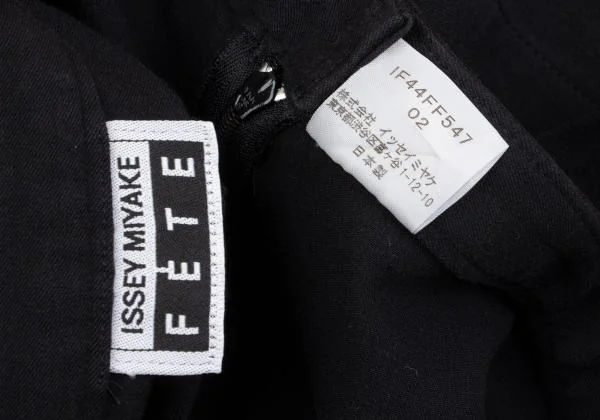 ISSEY MIYAKE
FÈTE
IF44FF547
02
株式会社 イッセイミヤケ
東京都渋谷区富ヶ谷1-12-10
日本製